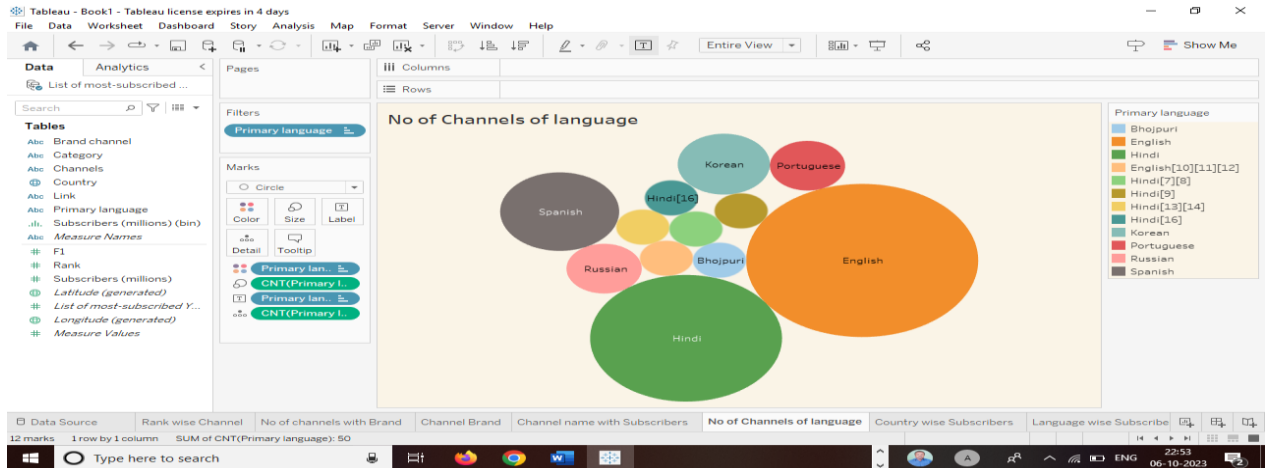 Tableau - Book1 - Tableau license expires in 4 days
File Data Worksheet Dashboard Story Analysis Map Format Server Window Help
Entire View
Show Me
Data Analytics
Pages
Columns
List of most-subscribed ...
Rows
Search
Filters
Primary language
Tables
Abc Brand channel
Abc Category
Abc Channels
Country
Abc Link
Abc Primary language
Subscribers (millions) (bin)
Abc Measure Names
# F1
# Rank
# Subscribers (millions)
Latitude (generated)
# List of most-subscribed Y...
Longitude (generated)
# Measure Values
Marks
Circle
Color Size Label
Detail Tooltip
Primary lan..
CNT(Primary l..
Primary lan..
CNT(Primary l..
No of Channels of language
Korean
Portuguese
Hindi[16]
Spanish
Russian
Bhojpuri
English
Hindi
Primary language
Bhojpuri
English
Hindi
English[10][11][12]
Hindi[7][8]
Hindi[9]
Hindi[13][14]
Hindi[16]
Korean
Portuguese
Russian
Spanish
Data Source Rank wise Channel No of channels with Brand Channel Brand Channel name with Subscribers No of Channels of language Country wise Subscribers Language wise Subscribe
12 marks 1 row by 1 column SUM of CNT(Primary language): 50
Type here to search
A
ENG
22:53
06-10-2023
2